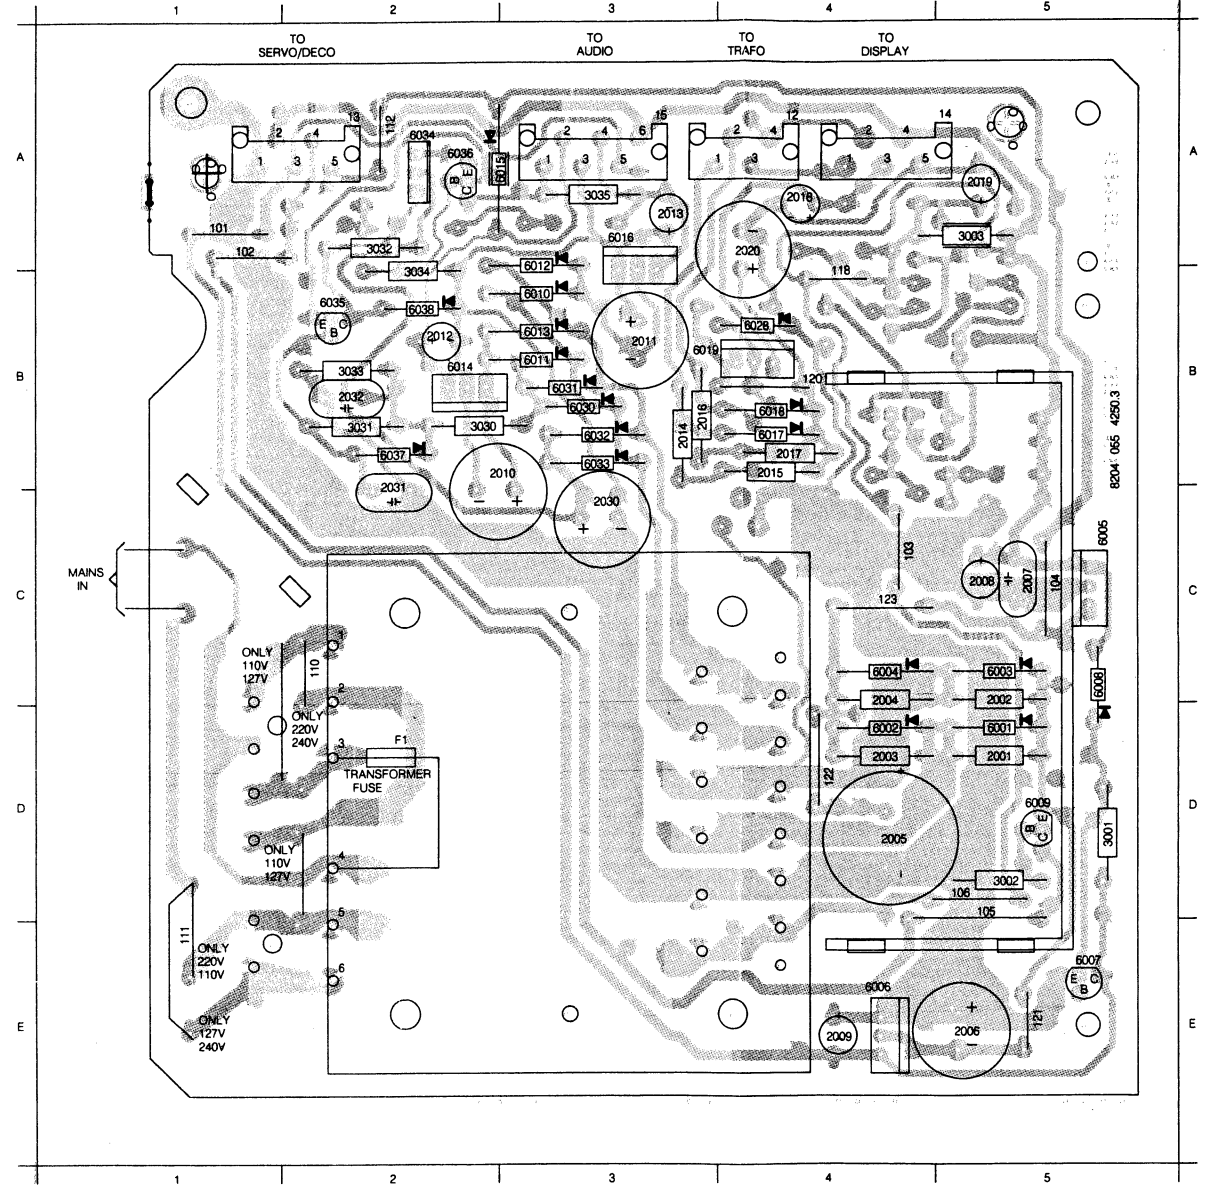 1 2 3 4 5
TO
SERVO/DECO
TO
AUDIO
TO
TRAFO
TO
DISPLAY
13 112 15 12 14
2 4 6034 2 4 6 2 4 2 4
A 6036 A
1 3 5 B C E 6015 1 3 5 1 3 1 3 5
3035 2013 2018 2019
101 3032 6016 2020 3003
102 3034 6012 118
6035 6038 6010
E B C 2012 6013 2011 6028
6011 6019
B 3033 6014 6031 120 B
2032 6030 2014 2016 6018
3031 3030 6032 6017
6037 6033 2017
2031 2010 2015
2030
8204 055 4250.3
6005
MAINS
IN
103 2008 2007 104
C 123 C
1
ONLY
110V
127V
110
6004 6003 6008
2 2004 2002
ONLY
220V
240V
6002 6001
3 F1 2003 2001
TRANSFORMER
FUSE
122
D 6009 D
B C E
2005 3001
ONLY
110V
127V
4 3002
106
105
5
111
ONLY
220V
110V
6
6007
E B C
6006
ONLY
127V
240V
E 2009 2006 121 E
1 2 3 4 5